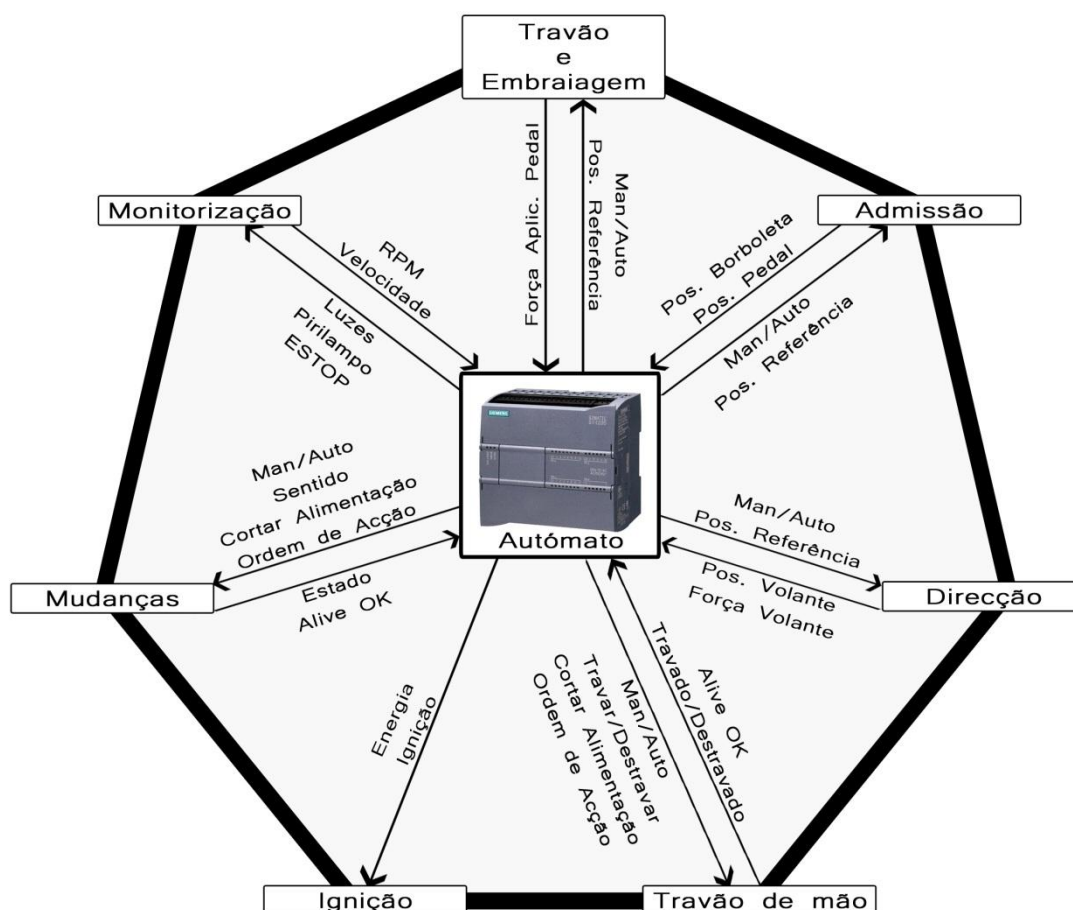 Travão
e
Embraiagem
Força Aplic. Pedal
Pos. Referência
Man/Auto
Monitorização
RPM
Velocidade
Luzes
Pirilampo
ESTOP
Admissão
Pos. Borboleta
Pos. Pedal
Man/Auto
Pos. Referência
SIEMENS
Autómato
Man/Auto
Sentido
Cortar Alimentação
Ordem de Acção
Estado
Alive OK
Mudanças
Man/Auto
Pos. Referência
Pos. Volante
Força Volante
Direcção
Energia
Ignição
Man/Auto
Travar/Destravar
Cortar Alimentação
Ordem de Acção
Alive OK
Travado/Destravado
Ignição
Travão de mão